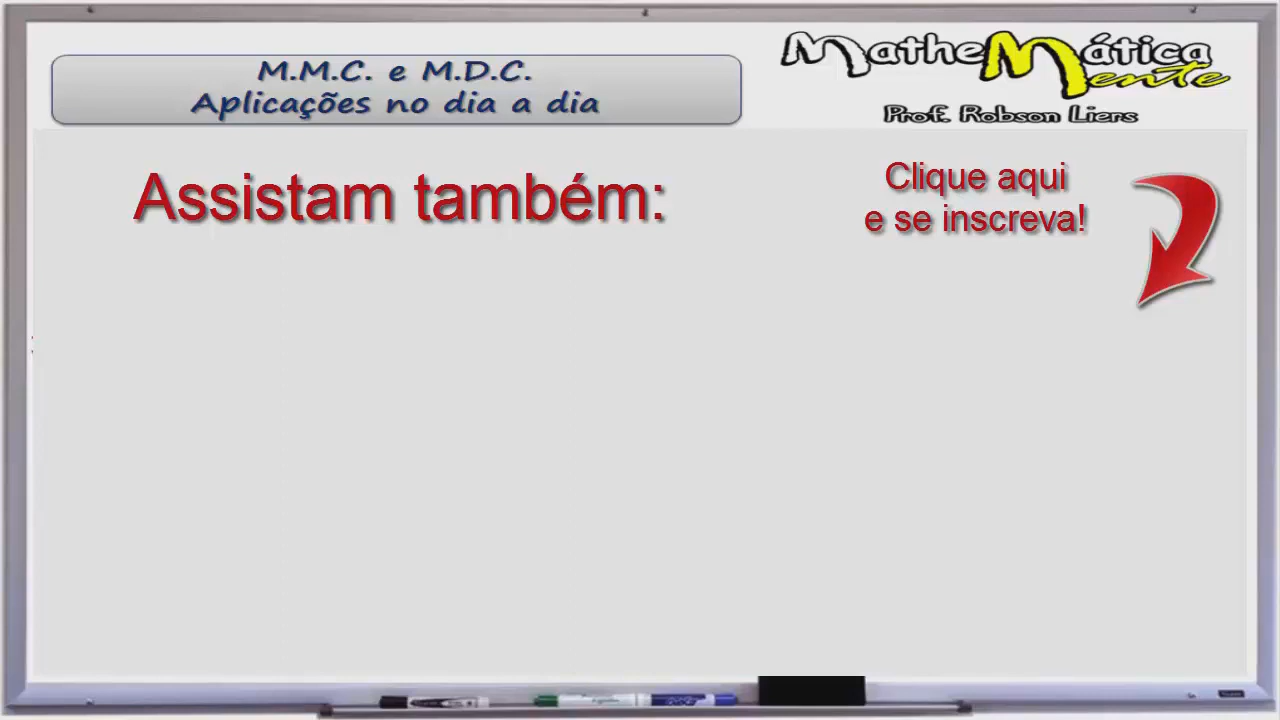 M.M.C. e M.D.C.
Aplicações no dia a dia
MatheMática
mente
Prof. Robson Liers
Assistam também:
Clique aqui
e se inscreva!